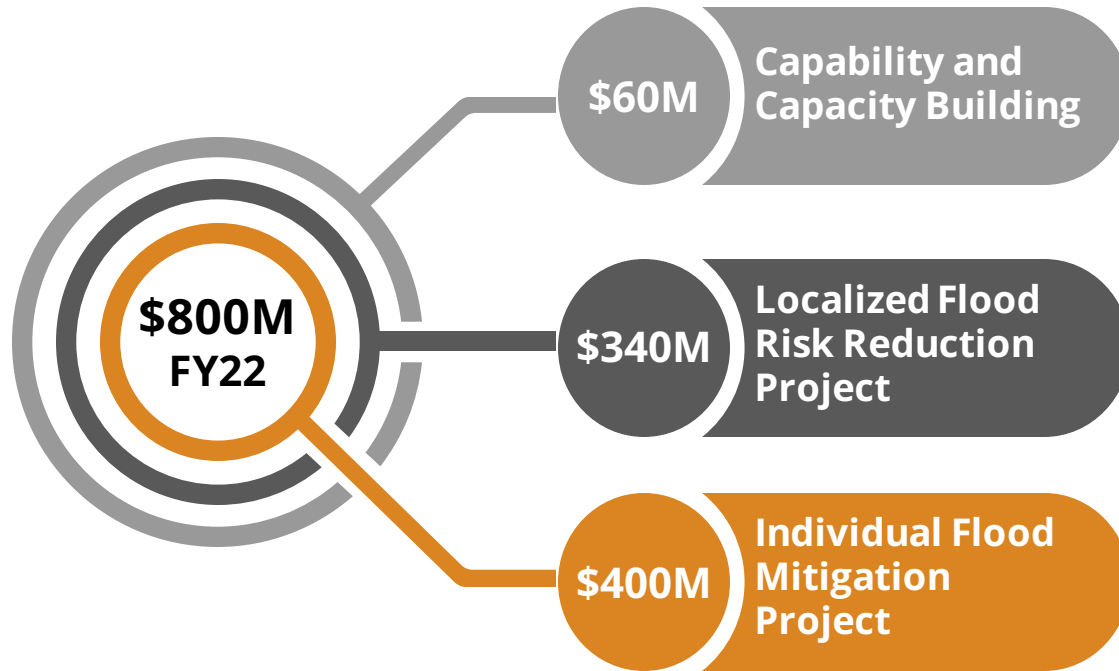 $800M
FY22
$60M
Capability and
Capacity Building
$340M
Localized Flood
Risk Reduction
Project
$400M
Individual Flood
Mitigation
Project